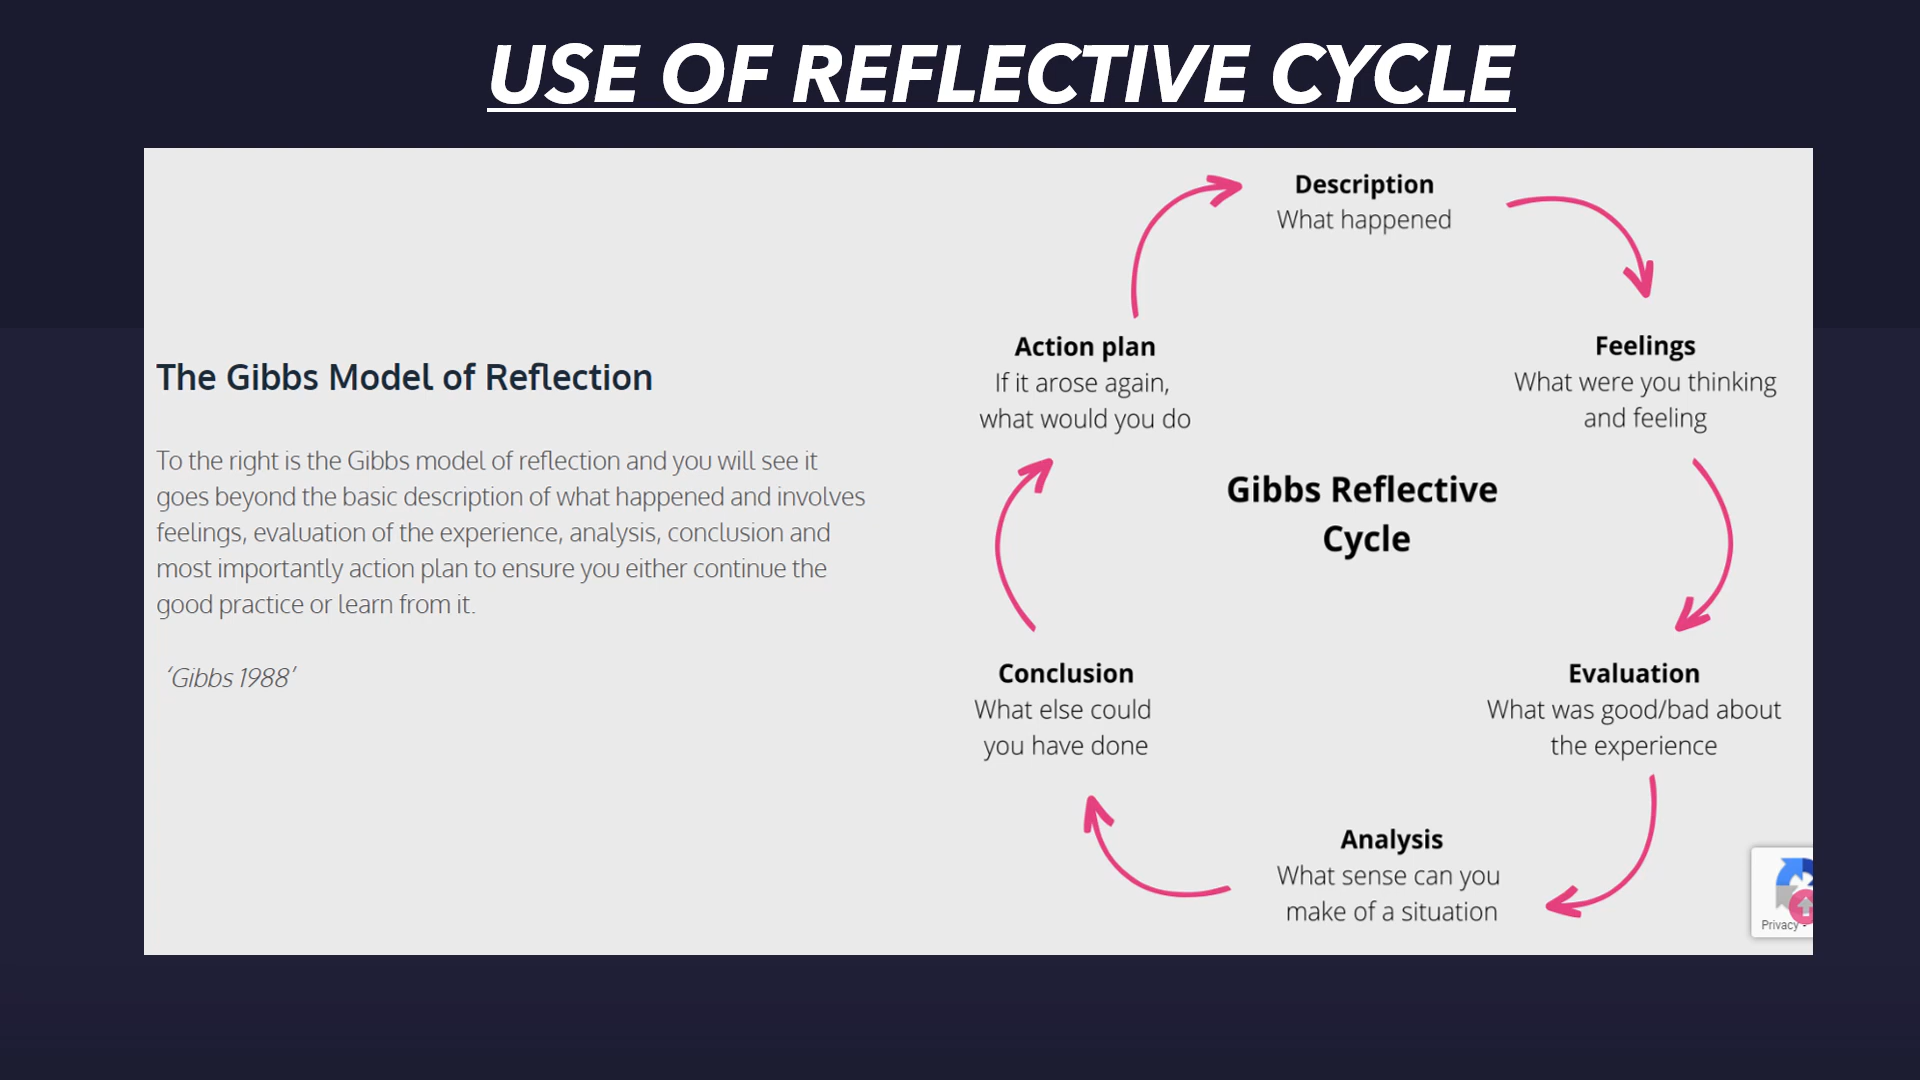 USE OF REFLECTIVE CYCLE
The Gibbs Model of Reflection
To the right is the Gibbs model of reflection and you will see it
goes beyond the basic description of what happened and involves
feelings, evaluation of the experience, analysis, conclusion and
most importantly action plan to ensure you either continue the
good practice or learn from it.
‘Gibbs 1988’
Gibbs Reflective
Cycle
Description
What happened
Feelings
What were you thinking
and feeling
Evaluation
What was good/bad about
the experience
Analysis
What sense can you
make of a situation
Conclusion
What else could
you have done
Action plan
If it arose again,
what would you do
Privacy -